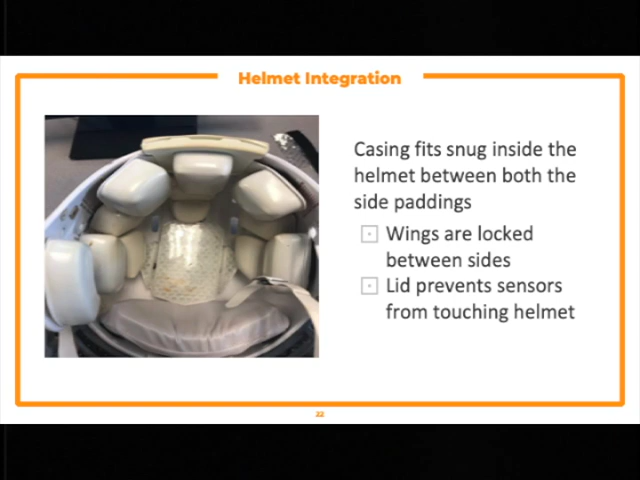 Helmet Integration
Casing fits snug inside the
helmet between both the
side paddings
Wings are locked
between sides
Lid prevents sensors
from touching helmet
22